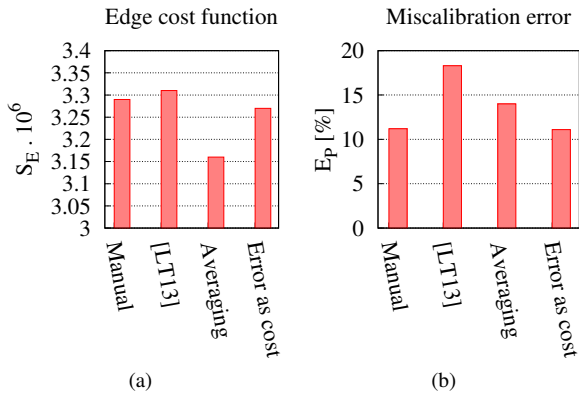 Edge cost function
3.4
3.35
3.3
3.25
3.2
3.15
3.1
3.05
3
S_E . 10^6
Manual
[LT13]
Averaging
Error as cost
(a)
Miscalibration error
20
15
10
5
0
E_P [%]
Manual
[LT13]
Averaging
Error as cost
(b)